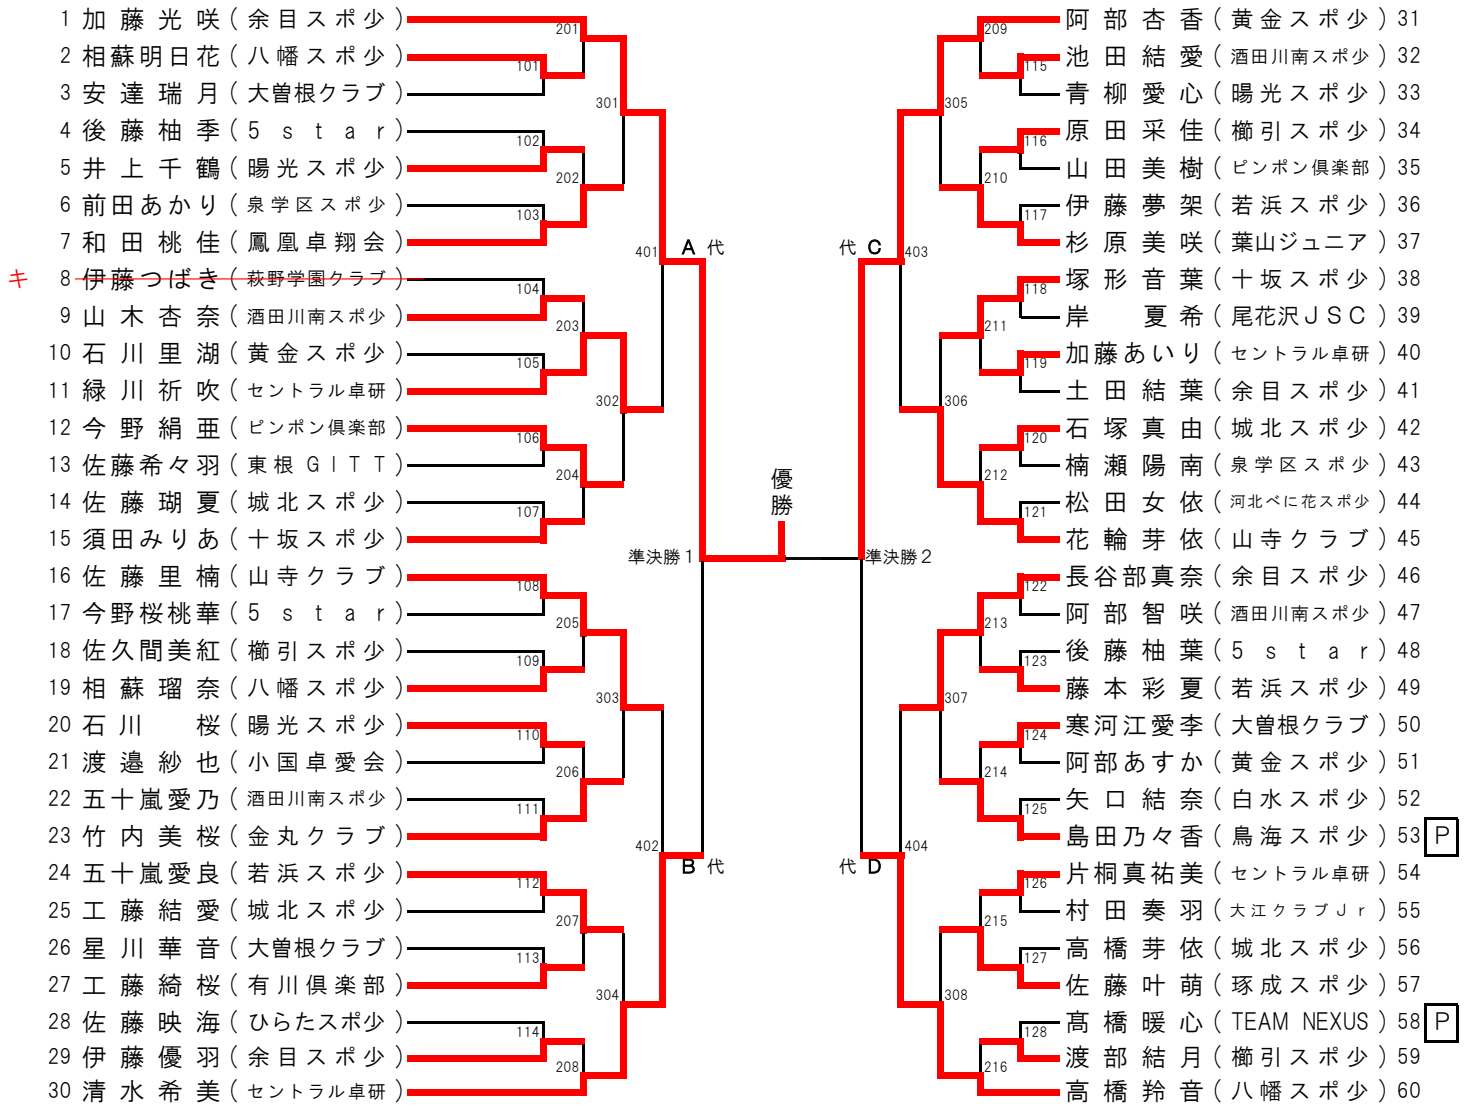 1 加藤光咲 (余目スポ少)
2 相蘇明日花 (八幡スポ少)
3 安達瑞月 (大曽根クラブ)
4 後藤柚季 (5star)
5 井上千鶴 (陽光スポ少)
6 前田あかり (泉学区スポ少)
7 和田桃佳 (鳳凰卓翔会)
キ 8 伊藤つばき (萩野学園クラブ)
9 山木杏奈 (酒田川南スポ少)
10 石川里湖 (黄金スポ少)
11 緑川祈吹 (セントラル卓研)
12 今野絹亜 (ピンポン倶楽部)
13 佐藤希々羽 (東根GITT)
14 佐藤瑚夏 (城北スポ少)
15 須田みりあ (十坂スポ少)
16 佐藤里楠 (山寺クラブ)
17 今野桜桃華 (5star)
18 佐久間美紅 (櫛引スポ少)
19 相蘇瑠奈 (八幡スポ少)
20 石川桜 (陽光スポ少)
21 渡邉紗也 (小国卓愛会)
22 五十嵐愛乃 (酒田川南スポ少)
23 竹内美桜 (金丸クラブ)
24 五十嵐愛良 (若浜スポ少)
25 工藤結愛 (城北スポ少)
26 星川華音 (大曽根クラブ)
27 工藤綺桜 (有川倶楽部)
28 佐藤映海 (ひらたスポ少)
29 伊藤優羽 (余目スポ少)
30 清水希美 (セントラル卓研)
101
102
103
104
105
106
107
108
109
110
111
112
113
114
201
202
203
204
205
206
207
208
301
302
303
304
401
402
A 代
B 代
準決勝1
優勝
準決勝2
代 C
代 D
403
404
305
306
307
308
209
210
211
212
213
214
215
216
115
116
117
118
119
120
121
122
123
124
125
126
127
128
阿部杏香 (黄金スポ少) 31
池田結愛 (酒田川南スポ少) 32
青柳愛心 (陽光スポ少) 33
原田采佳 (櫛引スポ少) 34
山田美樹 (ピンポン倶楽部) 35
伊藤夢架 (若浜スポ少) 36
杉原美咲 (葉山ジュニア) 37
塚形音葉 (十坂スポ少) 38
岸夏希 (尾花沢JSC) 39
加藤あいり (セントラル卓研) 40
土田結葉 (余目スポ少) 41
石塚真由 (城北スポ少) 42
楠瀬陽南 (泉学区スポ少) 43
松田女依 (河北べに花スポ少) 44
花輪芽依 (山寺クラブ) 45
長谷部真奈 (余目スポ少) 46
阿部智咲 (酒田川南スポ少) 47
後藤柚葉 (5star) 48
藤本彩夏 (若浜スポ少) 49
寒河江愛李 (大曽根クラブ) 50
阿部あすか (黄金スポ少) 51
矢口結奈 (白水スポ少) 52
島田乃々香 (鳥海スポ少) 53 P
片桐真祐美 (セントラル卓研) 54
村田奏羽 (大江クラブJr) 55
高橋芽依 (城北スポ少) 56
佐藤叶萌 (琢成スポ少) 57
髙橋暖心 (TEAM NEXUS) 58 P
渡部結月 (櫛引スポ少) 59
高橋羚音 (八幡スポ少) 60